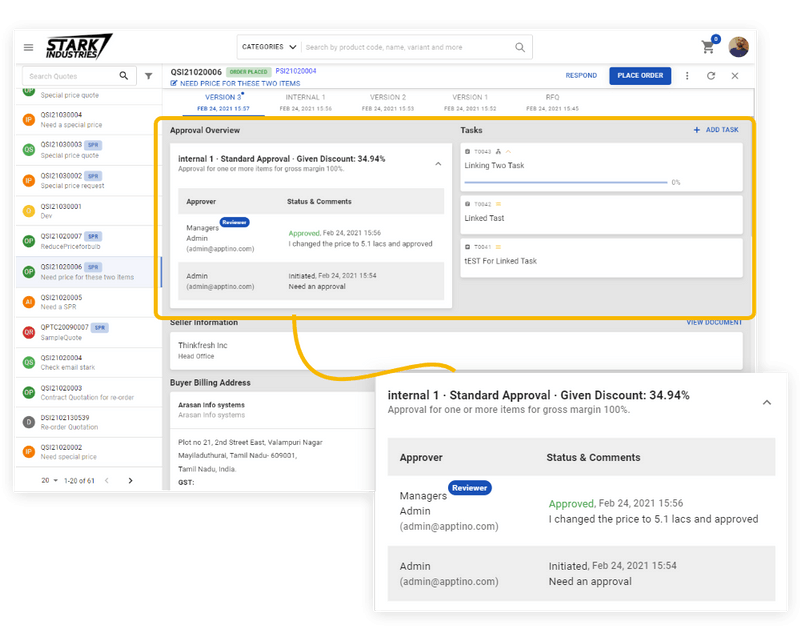 STARK
INDUSTRIES
CATEGORIES
Search by product code, name, variant and more
0
Search Quotes
OP
Special price quote
IP
QSI21030004
Need a special price
QS
QSI21030003 SPR
Special price quote
IP
QSI21030002 SPR
Special price request
D
QSI21030001
Dev
OP
QSI21020007 SPR
ReducePriceforbulb
OP
QSI21020006 SPR
Need price for these two items
AI
QSI21020005
Need a SPR
QR
QPTC20090007 SPR
SampleQuote
OS
QSI21020004
Check email stark
OP
QSI21020003
Contract Quotation for re-order
D
DSI2102130539
Re-order Quotation
IP
QSI21020002
Need special price
20 1-20 of 61
QSI21020006 ORDER PLACED PSI21020004
NEED PRICE FOR THESE TWO ITEMS
RESPOND
PLACE ORDER
VERSION 3
FEB 24, 2021 15:57
INTERNAL 1
FEB 24, 2021 15:56
VERSION 2
FEB 24, 2021 15:53
VERSION 1
FEB 24, 2021 15:52
RFQ
FEB 24, 2021 15:45
Approval Overview
internal 1 · Standard Approval · Given Discount: 34.94%
Approval for one or more items for gross margin 100%.
Approver
Status & Comments
Managers Reviewer
Admin
(admin@apptino.com)
Approved, Feb 24, 2021 15:56
I changed the price to 5.1 lacs and approved
Admin
(admin@apptino.com)
Initiated, Feb 24, 2021 15:54
Need an approval
Tasks
+ ADD TASK
T0043
Linking Two Task
0%
T0042
Linked Tast
T0041
tEST For Linked Task
Seller Information
VIEW DOCUMENT
Thinkfresh Inc
Head Office
Buyer Billing Address
Arasan info systems
Arasan info systems
Plot no 21, 2nd Street East, Valampuri Nagar
Mayiladuthurai, Tamil Nadu- 609001,
Tamil Nadu, India.
GST:
internal 1 · Standard Approval · Given Discount: 34.94%
Approval for one or more items for gross margin 100%.
Approver
Status & Comments
Managers Reviewer
Admin
(admin@apptino.com)
Approved, Feb 24, 2021 15:56
I changed the price to 5.1 lacs and approved
Admin
(admin@apptino.com)
Initiated, Feb 24, 2021 15:54
Need an approval